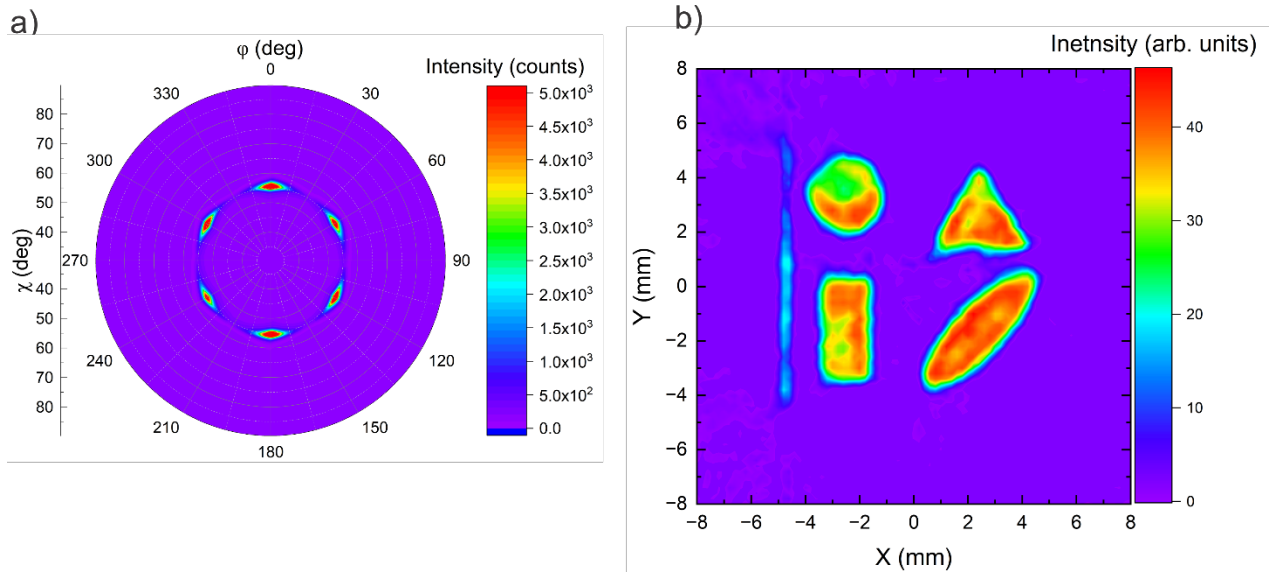 a)
φ (deg)
Intensity (counts)
0
30
60
90
120
150
180
210
240
270
300
330
χ (deg)
80
70
60
50
40
40
50
60
70
80
5.0x10³
4.5x10³
4.0x10³
3.5x10³
3.0x10³
2.5x10³
2.0x10³
1.5x10³
1.0x10³
5.0x10²
0.0
b)
Inetnsity (arb. units)
8
6
4
2
0
−2
−4
−6
−8
Y (mm)
−8
−6
−4
−2
0
2
4
6
8
X (mm)
40
30
20
10
0